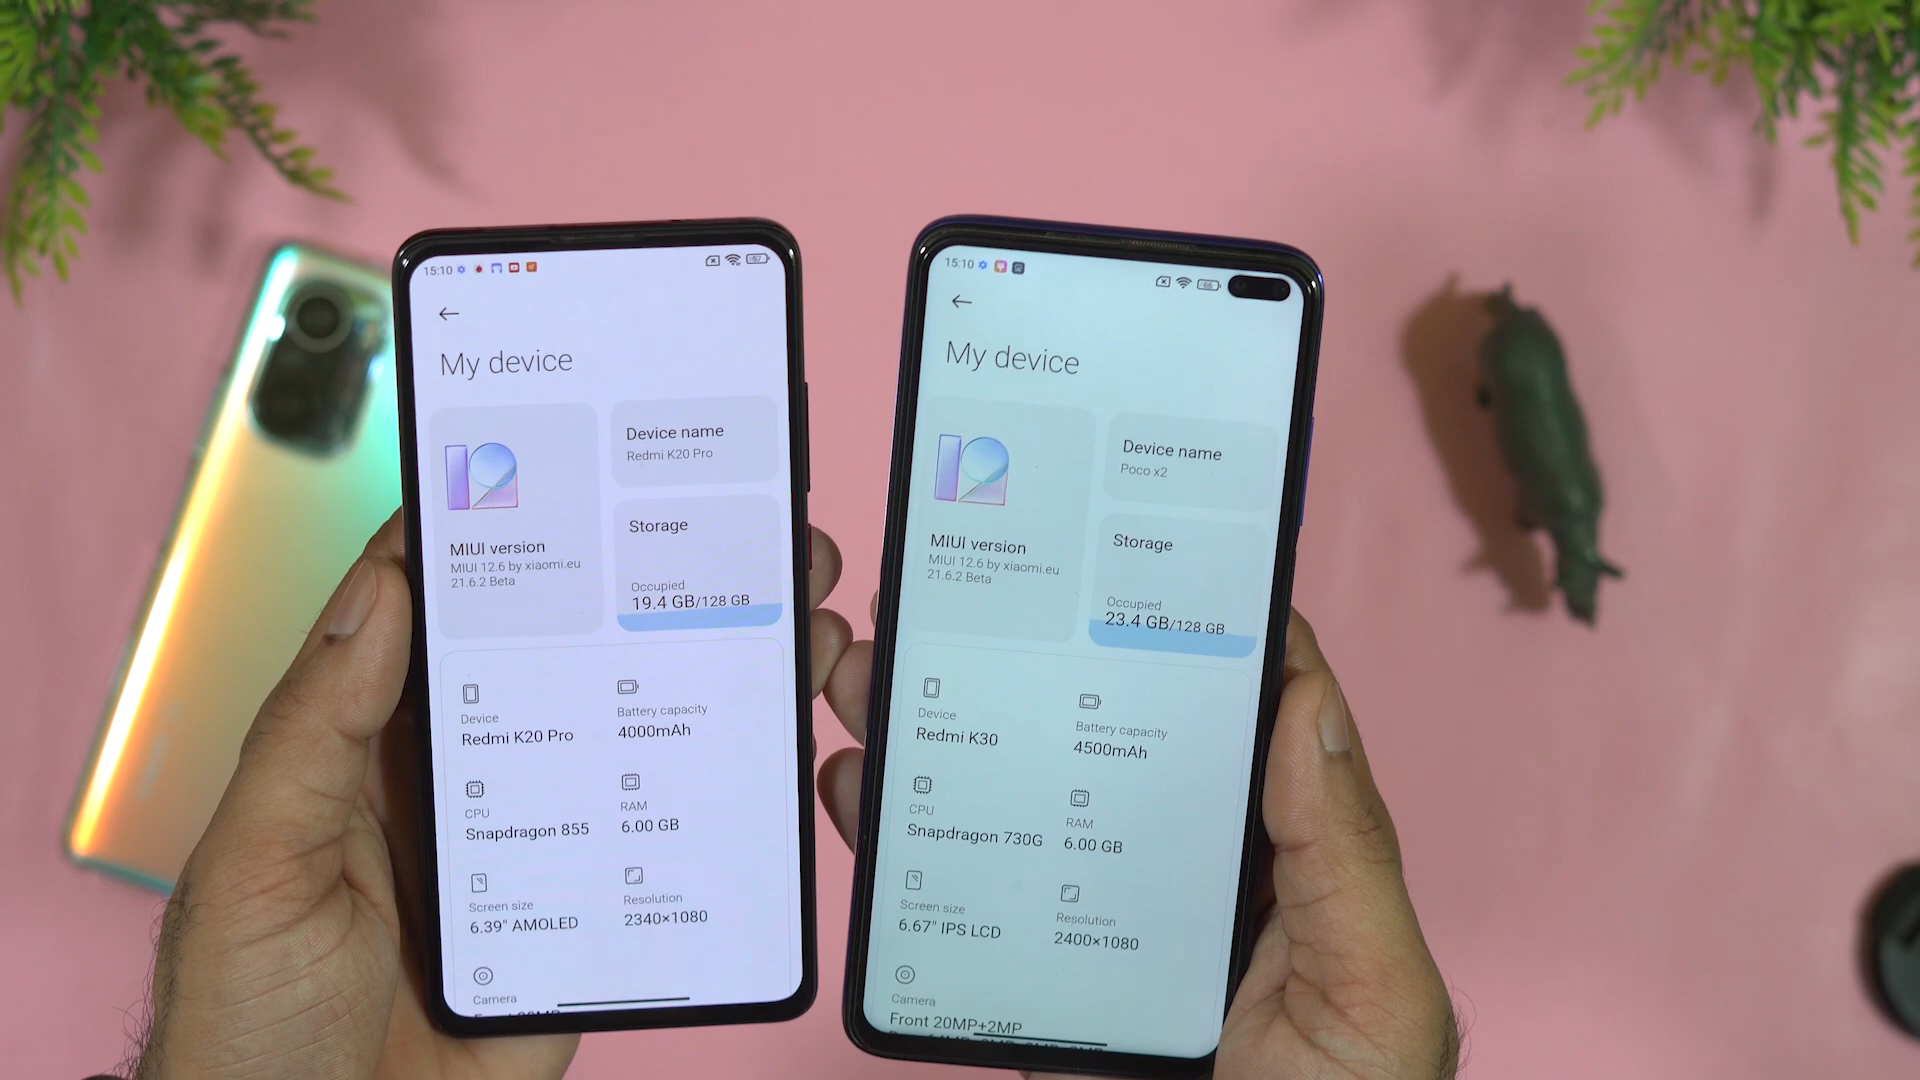 15:10
67
My device
12
MIUI version
MIUI 12.6 by xiaomi.eu
21.6.2 Beta
Device name
Redmi K20 Pro
Storage
Occupied
19.4 GB/128 GB
Device
Redmi K20 Pro
Battery capacity
4000mAh
CPU
Snapdragon 855
RAM
6.00 GB
Screen size
6.39" AMOLED
Resolution
2340×1080
Camera
15:10
66
My device
12
MIUI version
MIUI 12.6 by xiaomi.eu
21.6.2 Beta
Device name
Poco x2
Storage
Occupied
23.4 GB/128 GB
Device
Redmi K30
Battery capacity
4500mAh
CPU
Snapdragon 730G
RAM
6.00 GB
Screen size
6.67" IPS LCD
Resolution
2400×1080
Camera
Front 20MP+2MP